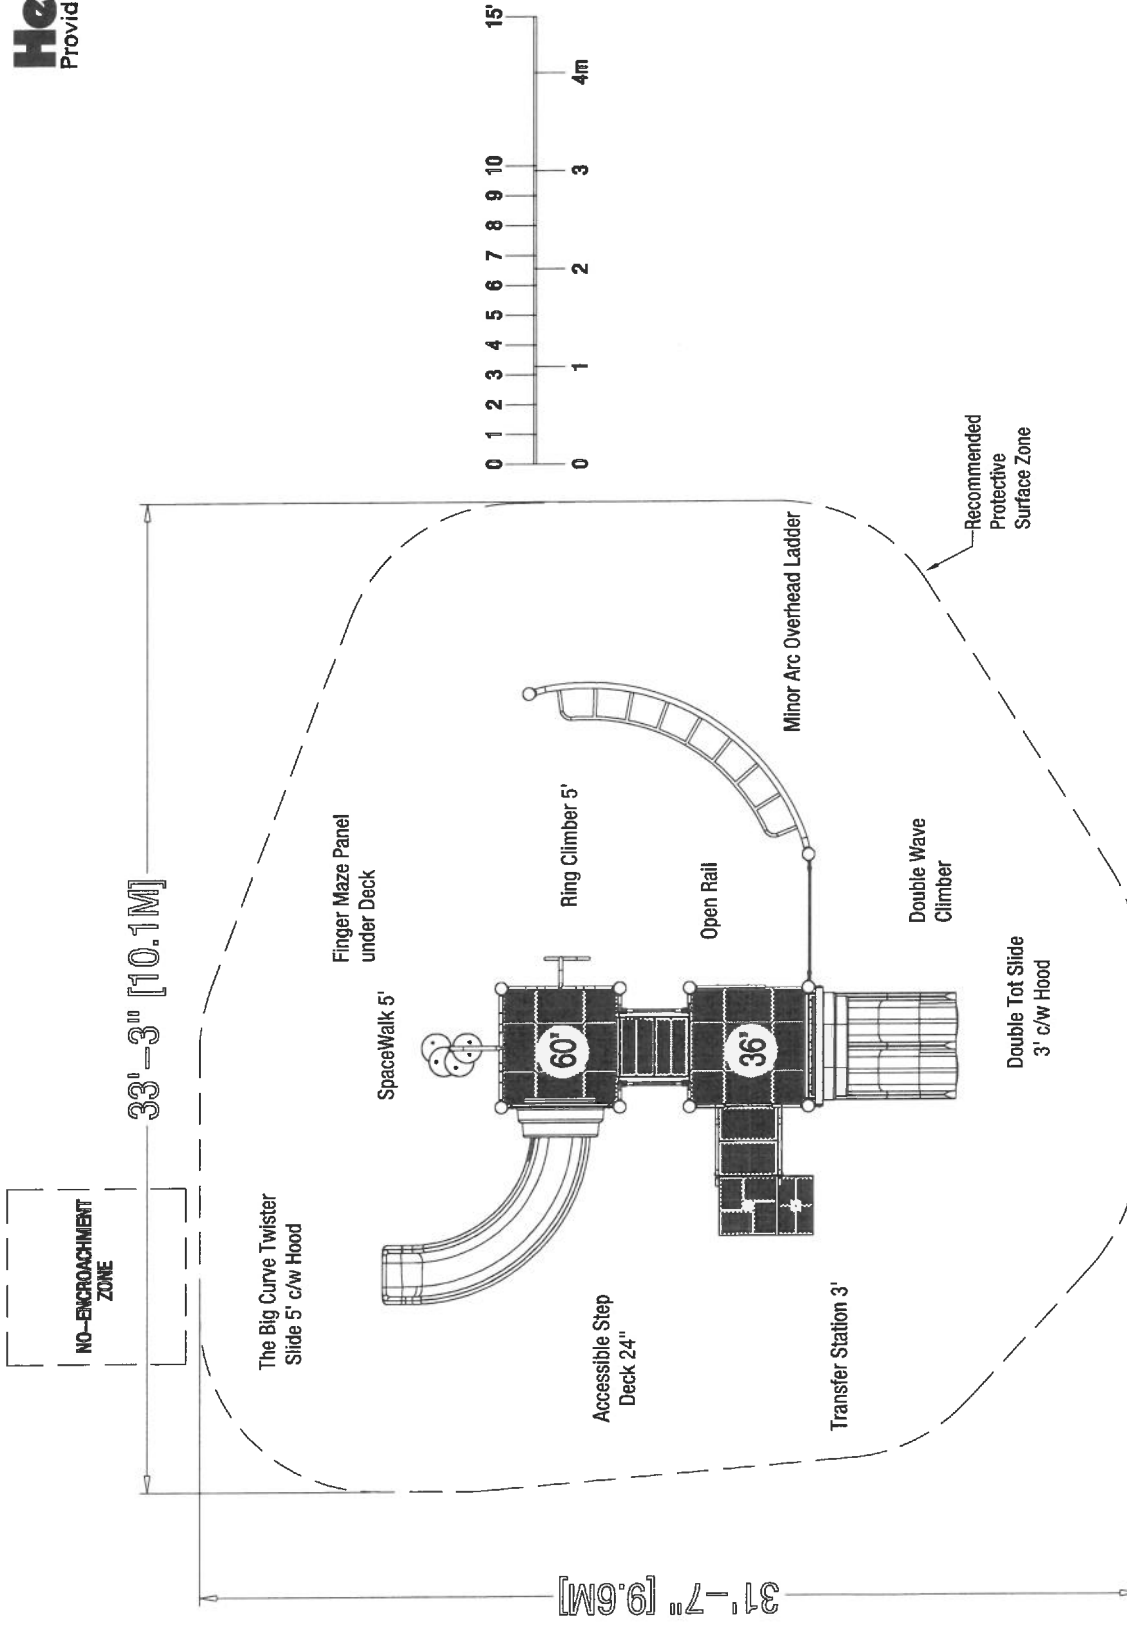 He
Provid
15'
10
9
8
7
6
5
4
3
2
1
0
4m
3
2
1
0
33'-3" [10.1M]
31'-7" [9.6M]
NO-ENCROACHMENT
ZONE
The Big Curve Twister
Slide 5' c/w Hood
SpaceWalk 5'
Finger Maze Panel
under Deck
Ring Climber 5'
Open Rail
Minor Arc Overhead Ladder
Recommended
Protective
Surface Zone
Double Wave
Climber
Double Tot Slide
3' c/w Hood
Accessible Step
Deck 24"
Transfer Station 3'
60"
36"